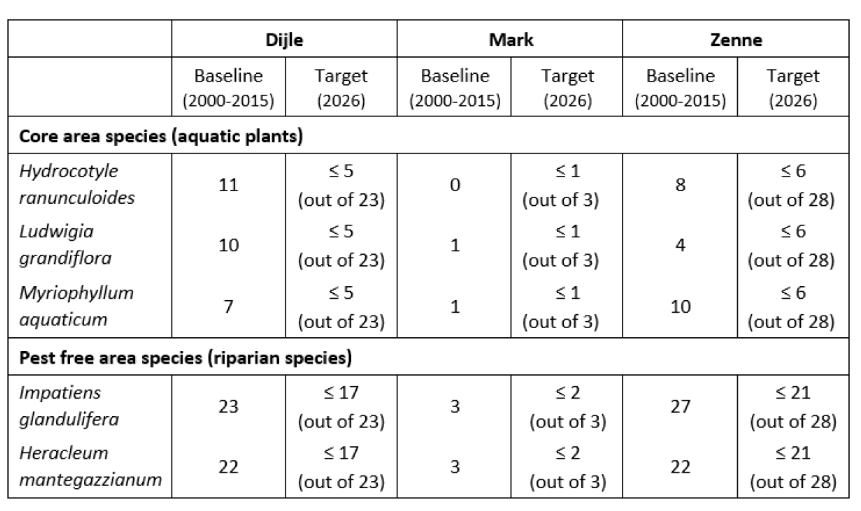 Dijle Mark Zenne
Baseline Target Baseline Target Baseline Target
(2000-2015) (2026) (2000-2015) (2026) (2000-2015) (2026)
Core area species (aquatic plants)
Hydrocotyle ≤ 5 ≤ 1 ≤ 6
11 0 8
ranunculoides (out of 23) (out of 3) (out of 28)
Ludwigia ≤ 5 ≤ 1 ≤ 6
10 1 4
grandiflora (out of 23) (out of 3) (out of 28)
Myriophyllum ≤ 5 ≤ 1 ≤ 6
7 1 10
aquaticum (out of 23) (out of 3) (out of 28)
Pest free area species (riparian species)
Impatiens ≤ 17 ≤ 2 ≤ 21
23 3 27
glandulifera (out of 23) (out of 3) (out of 28)
Heracleum ≤ 17 ≤ 2 ≤ 21
22 3 22
mantegazzianum (out of 23) (out of 3) (out of 28)